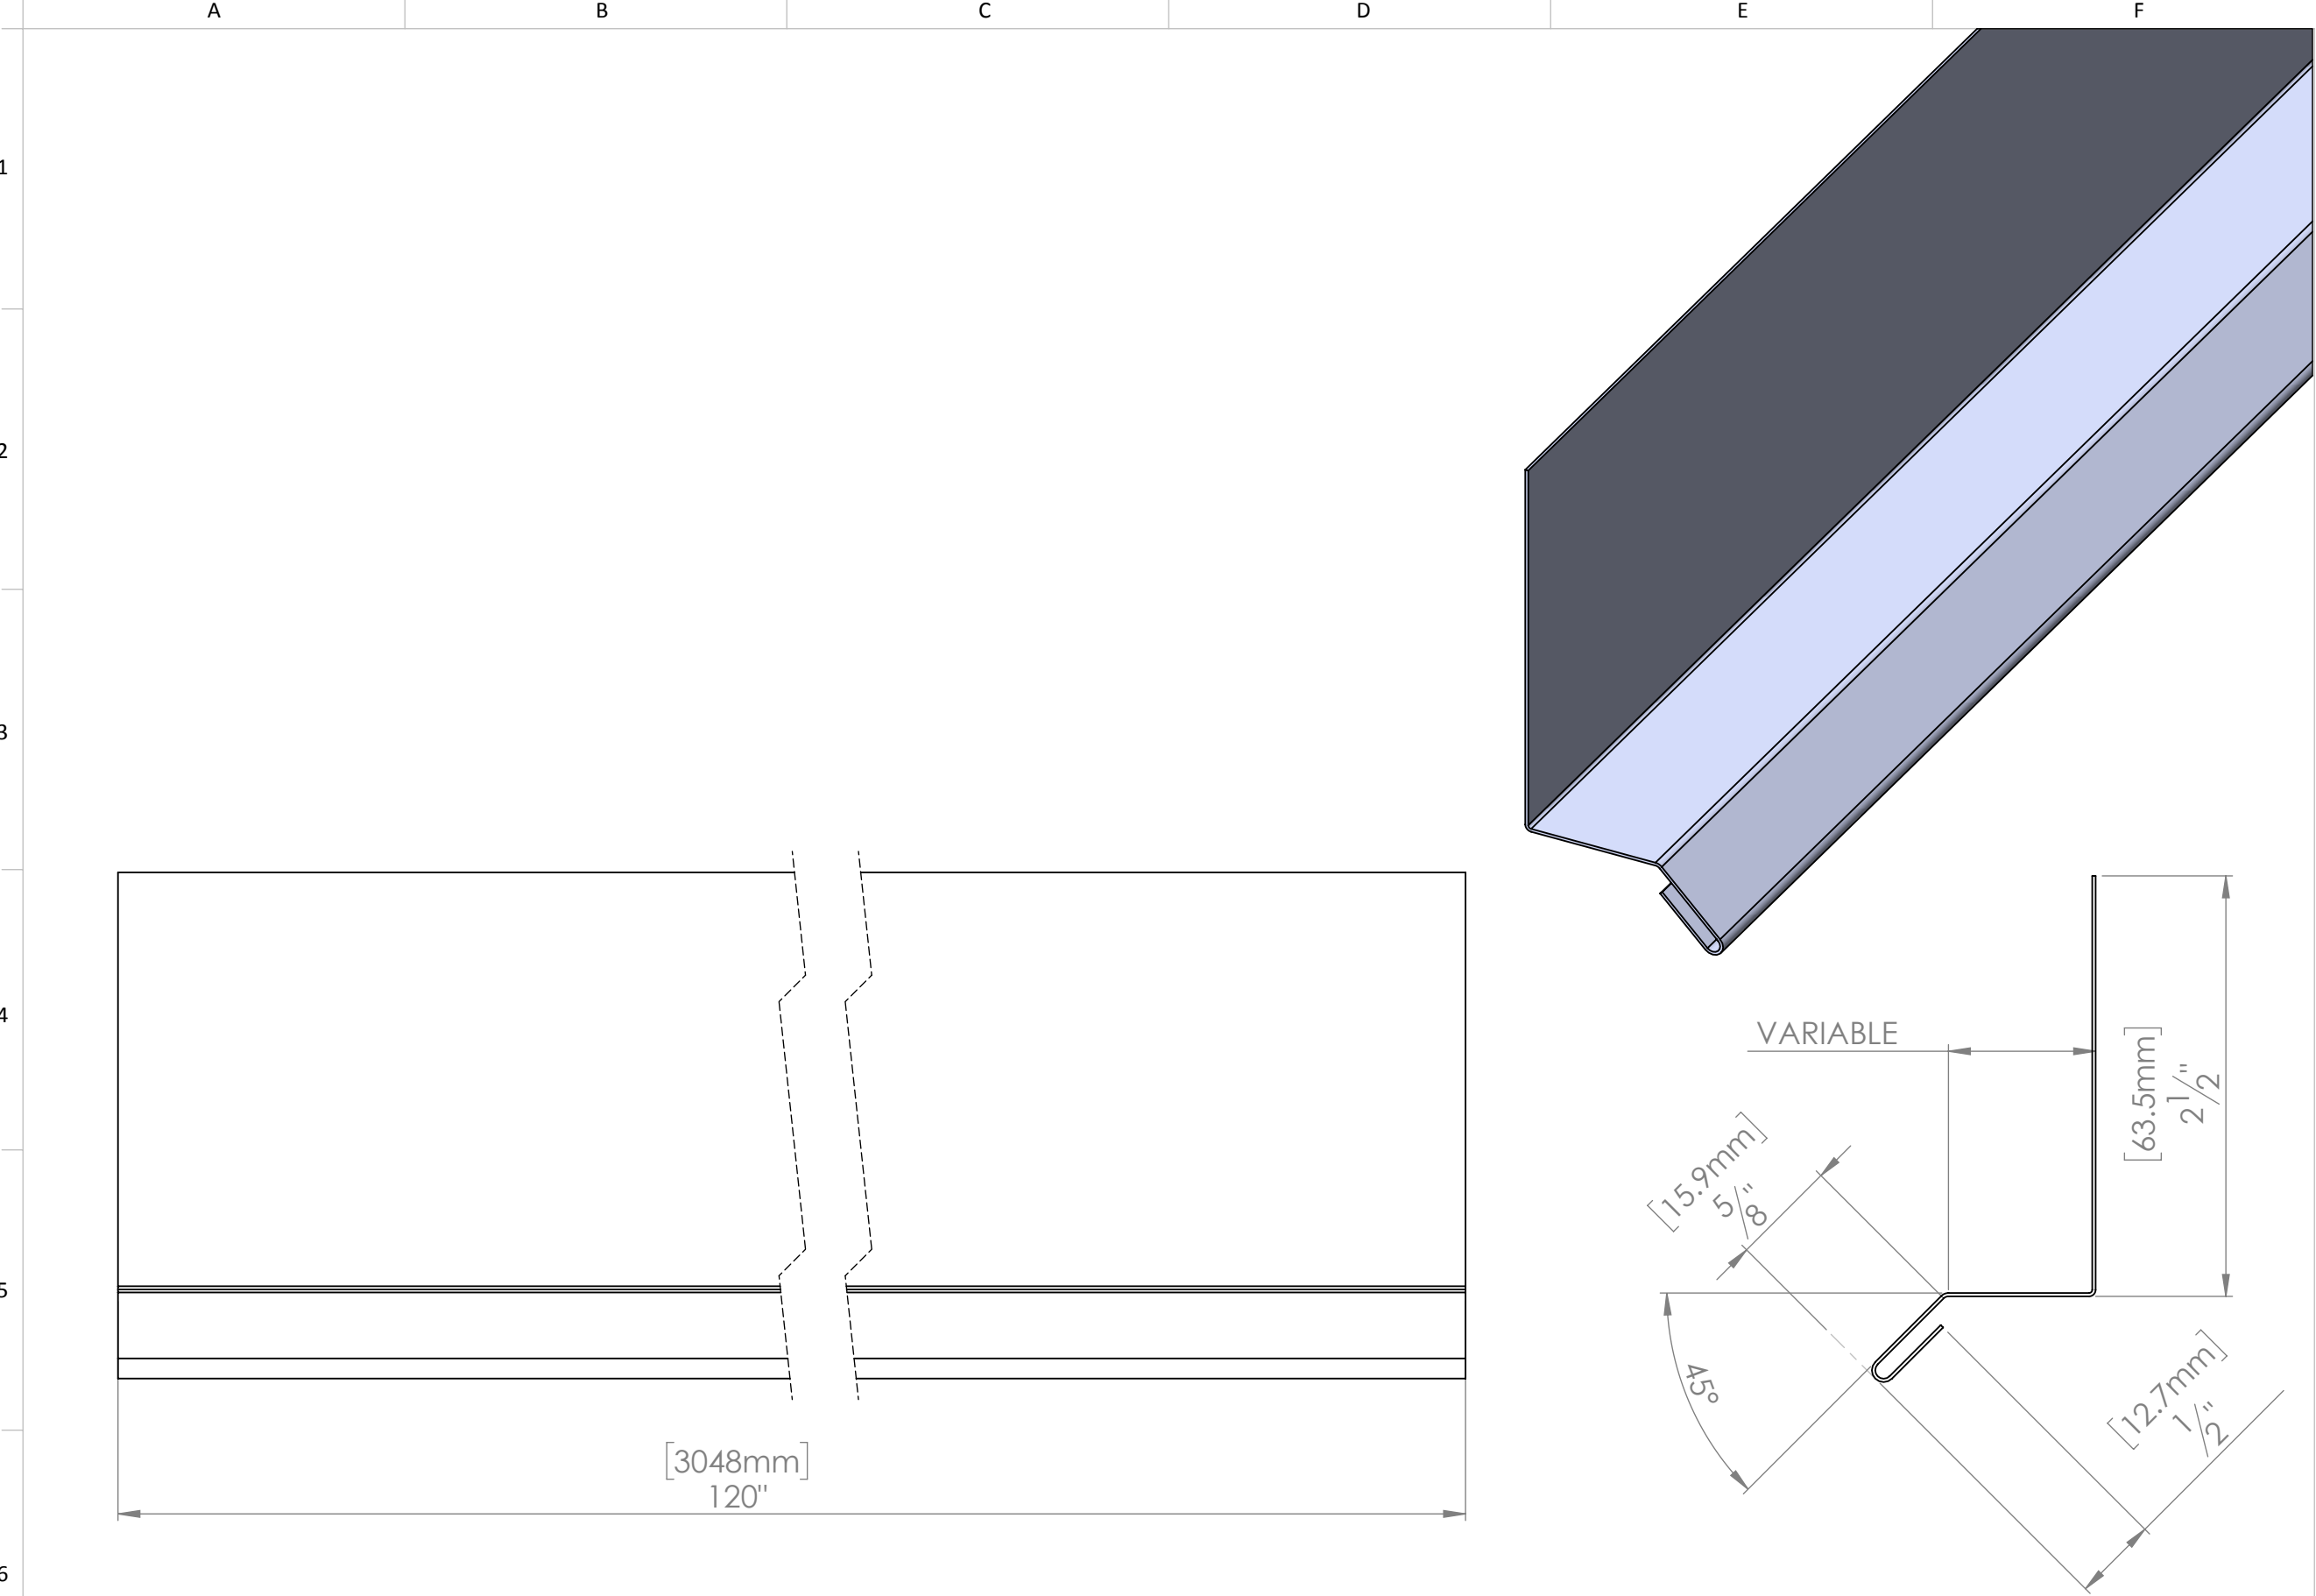 A B C D E F
1
2
3
4
5
6
VARIABLE
[63.5mm]
2 1/2"
[15.9mm]
5/8"
45°
[12.7mm]
1/2"
[3048mm]
120"